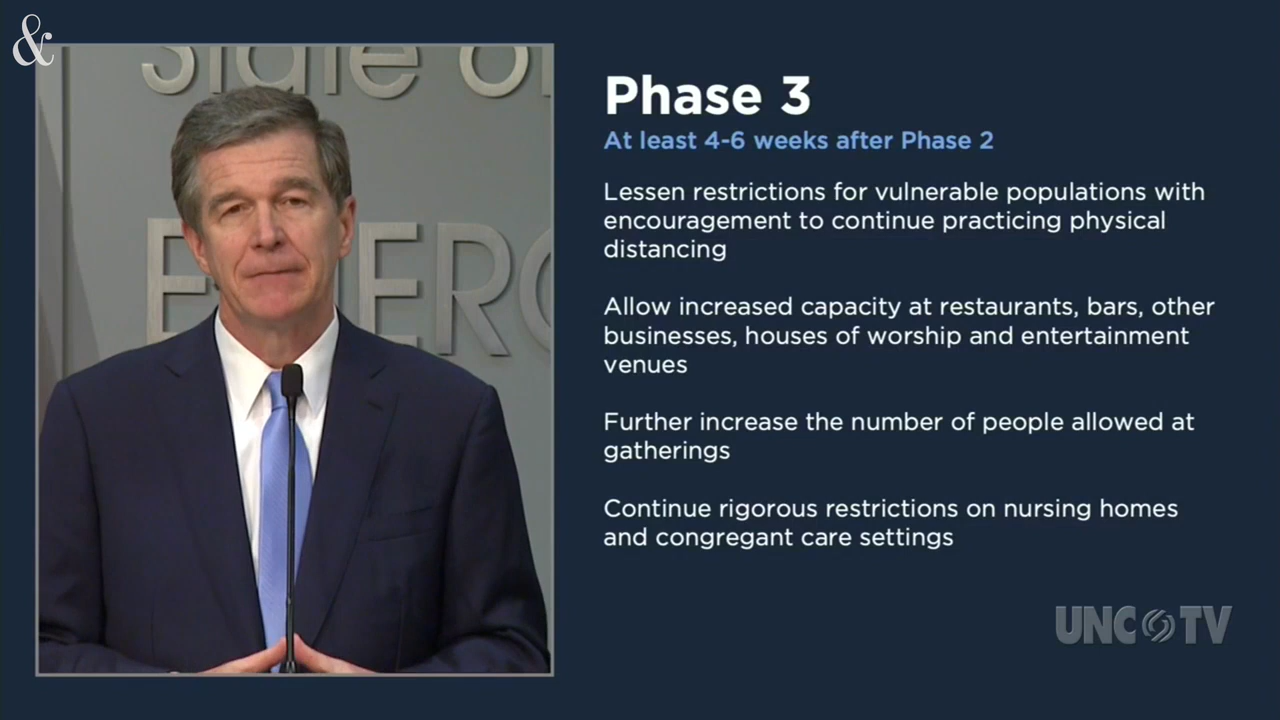 &
State of
EMERG
Phase 3
At least 4-6 weeks after Phase 2
Lessen restrictions for vulnerable populations with
encouragement to continue practicing physical
distancing
Allow increased capacity at restaurants, bars, other
businesses, houses of worship and entertainment
venues
Further increase the number of people allowed at
gatherings
Continue rigorous restrictions on nursing homes
and congregant care settings
UNC TV